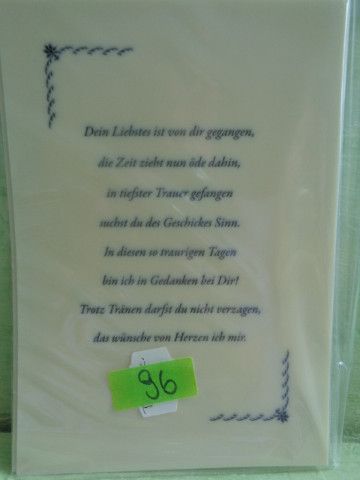 Dein Liebstes ist von dir gegangen,
die Zeit zieht nun öde dahin,
in tiefster Trauer gefangen
suchst du des Geschickes Sinn.
In diesen so traurigen Tagen
bin ich in Gedanken bei Dir!
Trotz Tränen darfst du nicht verzagen,
das wünsche von Herzen ich mir.
96